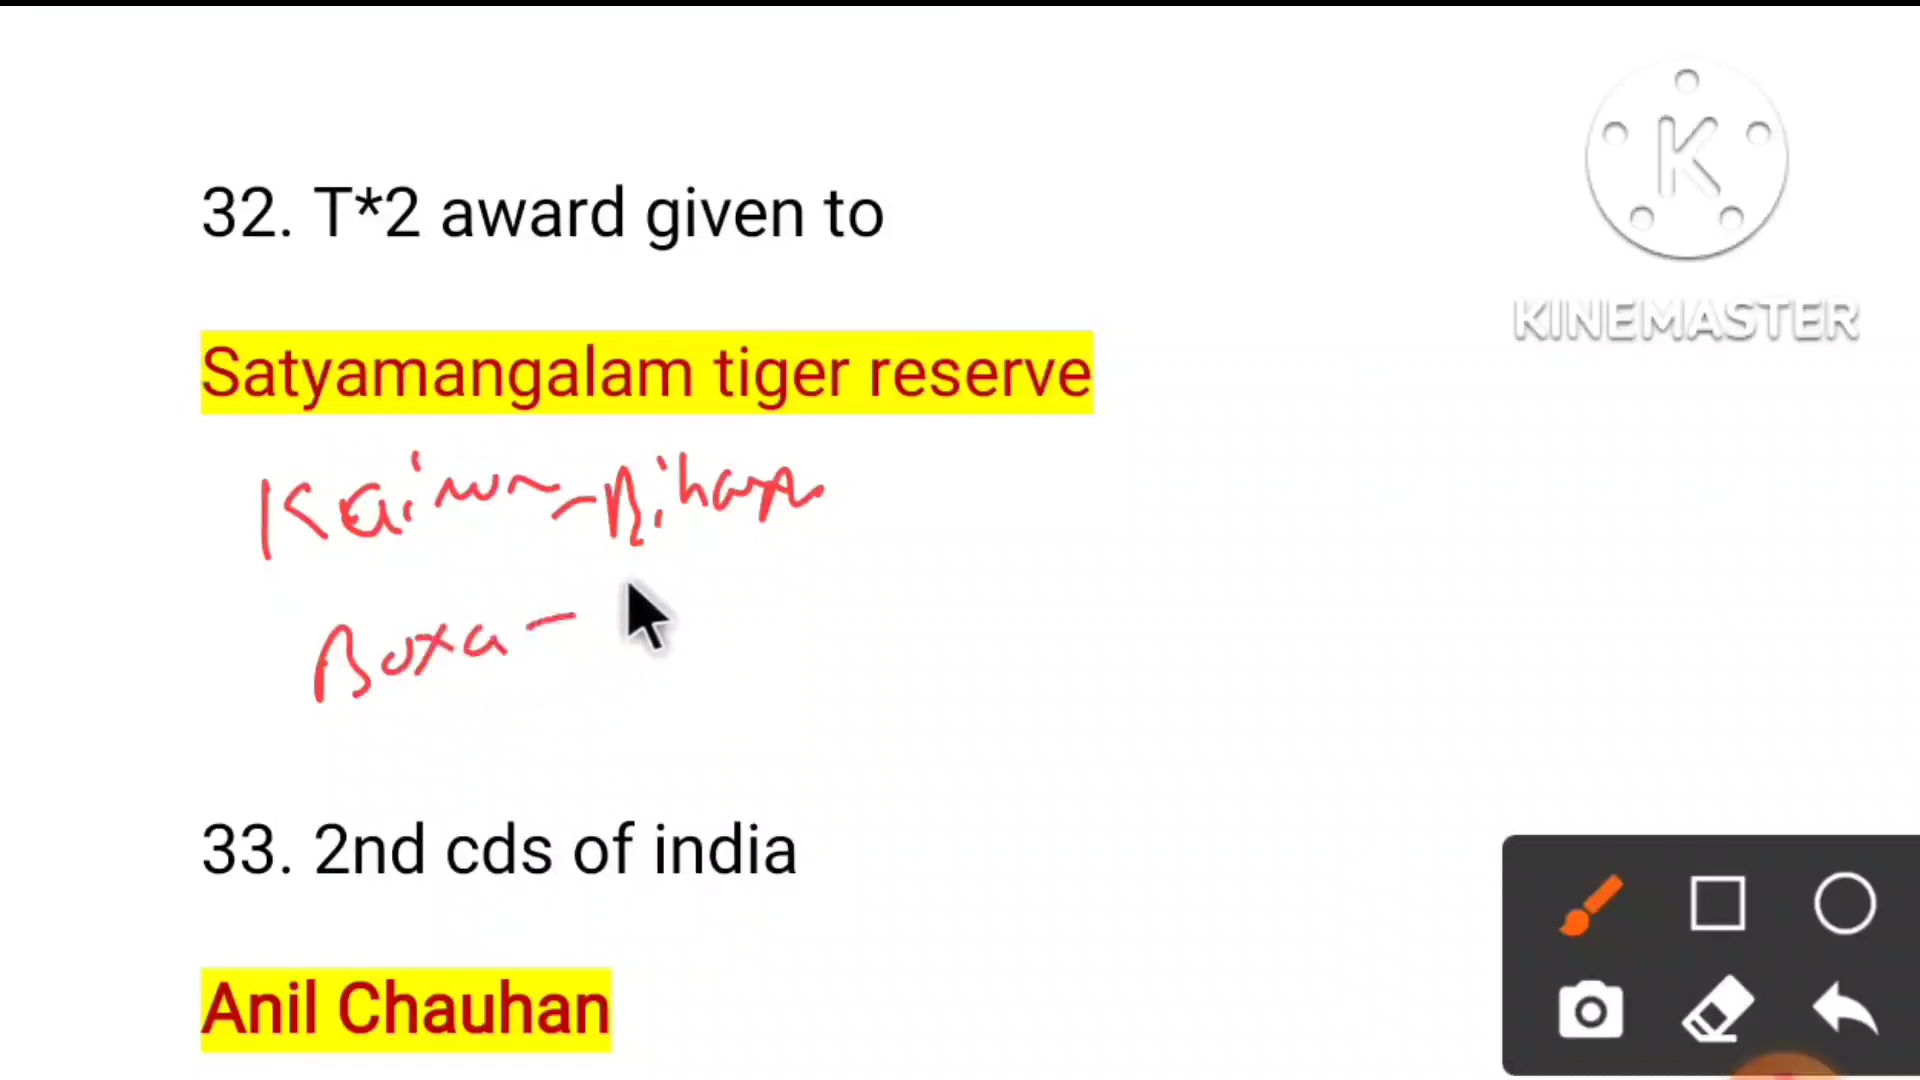 32. T*2 award given to
K
KINEMASTER
Satyamangalam tiger reserve
Kaimur - Bihar
Boxa -
33. 2nd cds of india
Anil Chauhan